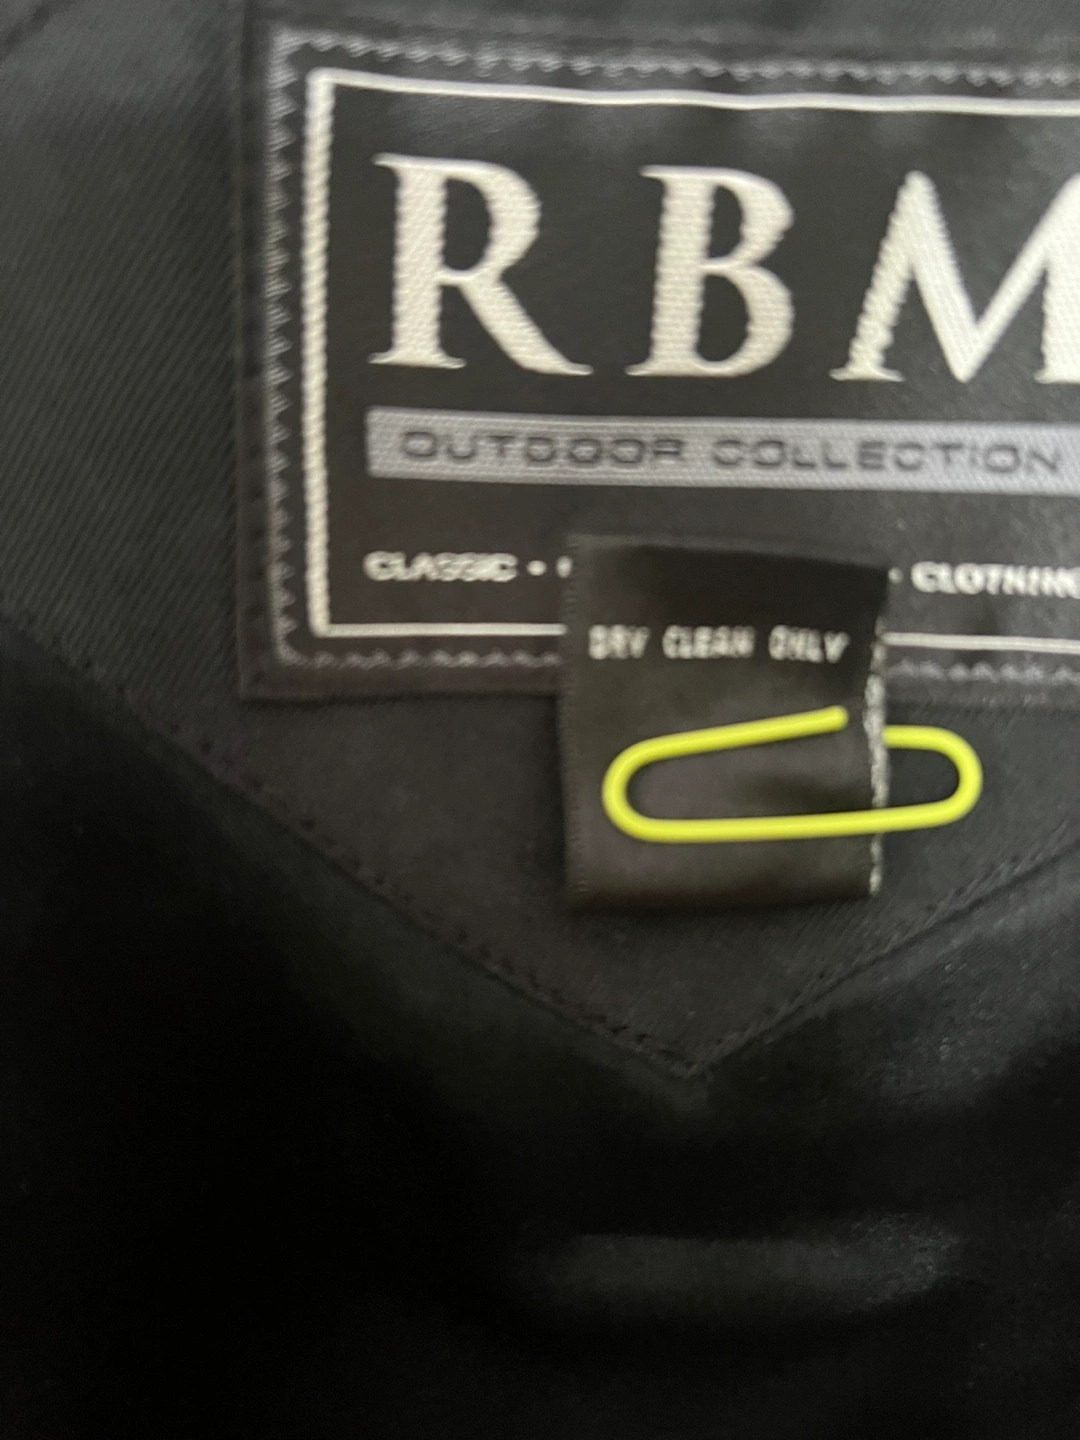 RBM
OUTDOOR COLLECTION
CLASSIC · · CLOTHING
DRY CLEAN ONLY